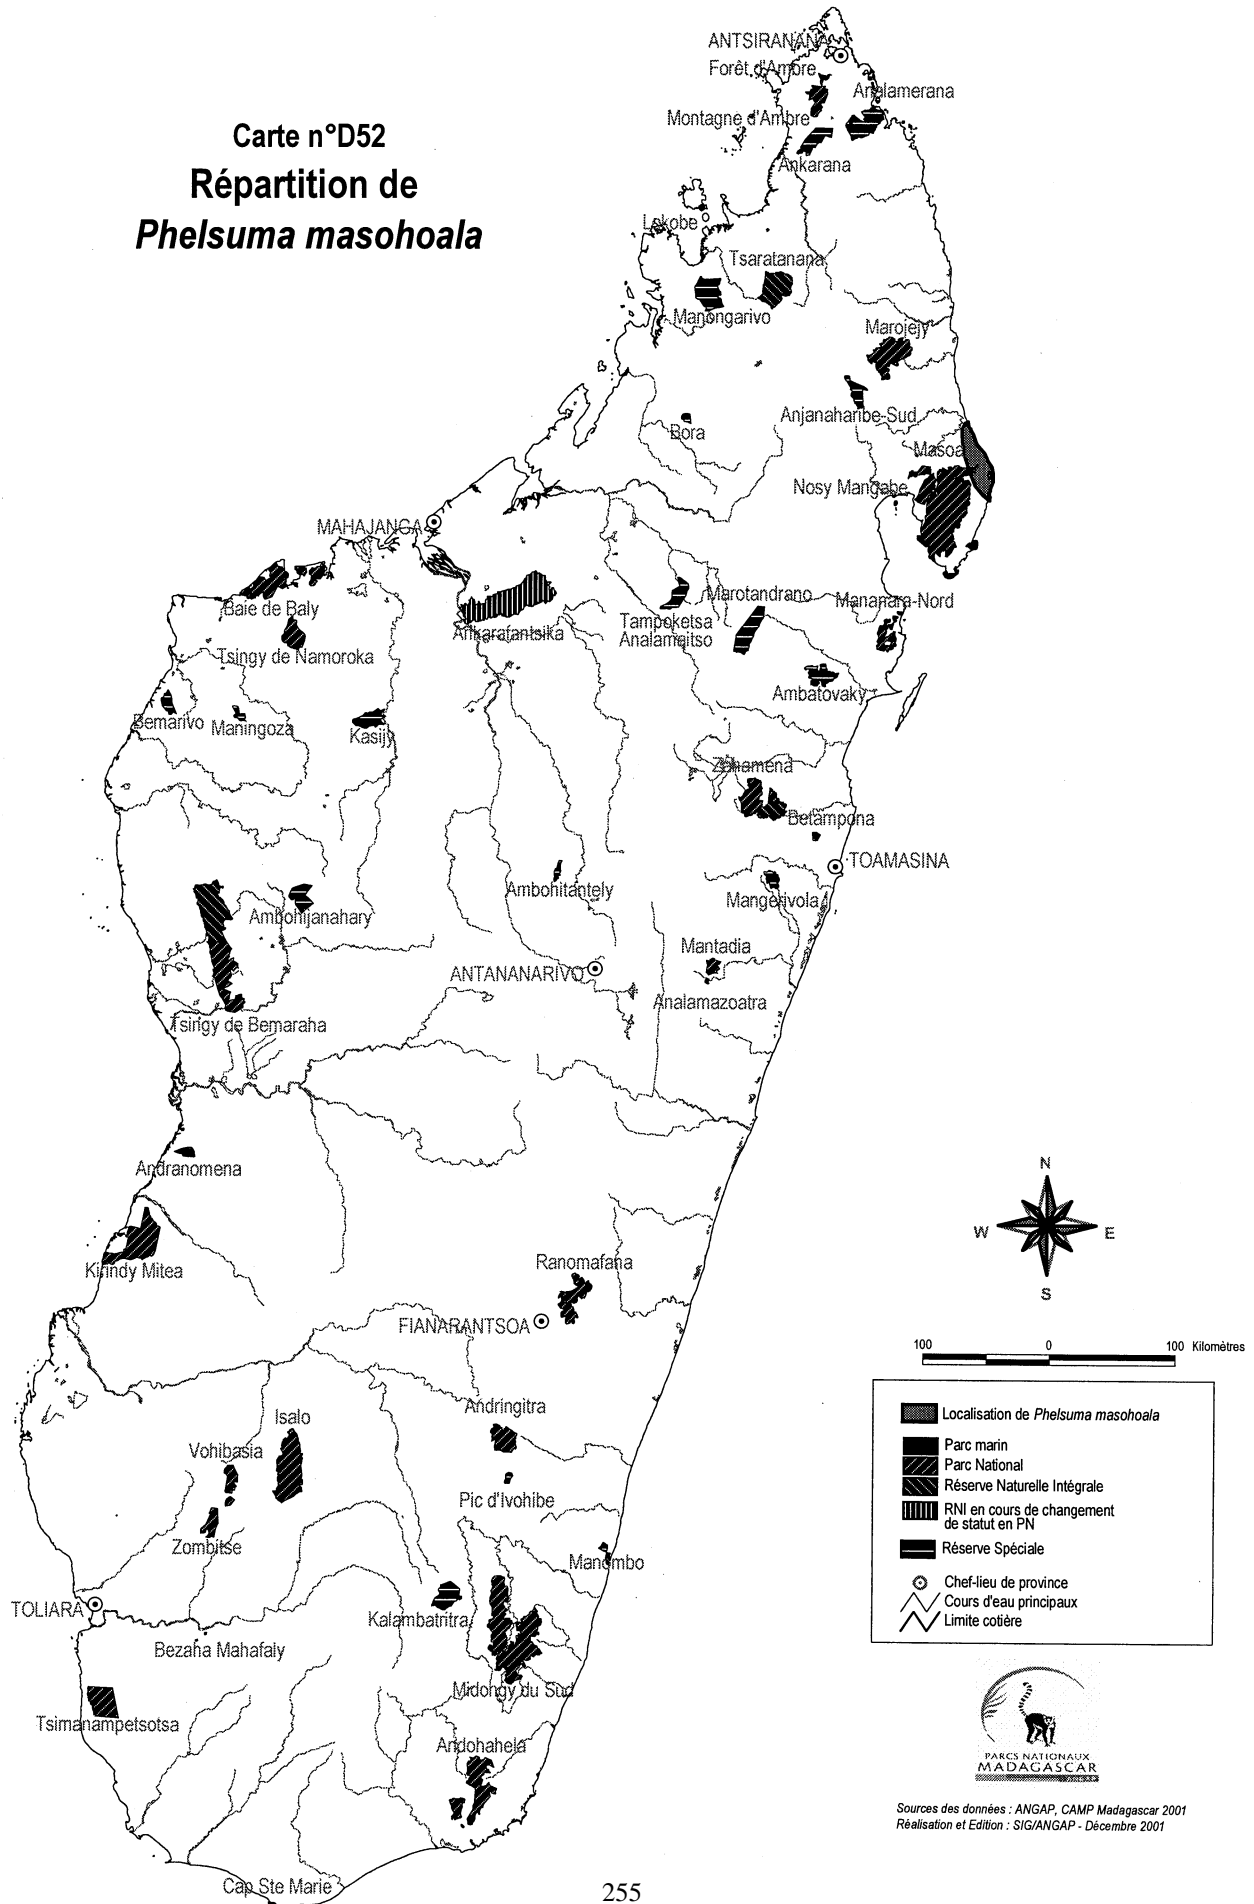 Carte n°D52
Répartition de
Phelsuma masohoala
ANTSIRANANA
Forêt d'Ambre
Analamerana
Montagne d'Ambre
Ankarana
Lokobe
Tsaratanana
Manongarivo
Marojejy
Anjanaharibe-Sud
Bora
Masoala
Nosy Mangabe
MAHAJANGA
Baie de Baly
Ankarafantsika
Tampoketsa
Analamaitso
Marotandrano
Mananara-Nord
Tsingy de Namoroka
Ambatovaky
Bemarivo
Maningoza
Kasijy
Zahamena
Betampona
TOAMASINA
Ambohitantely
Mangerivola
Ambohijanahary
Mantadia
ANTANANARIVO
Analamazoatra
Tsingy de Bemaraha
Andranomena
Kirindy Mitea
Ranomafana
FIANARANTSOA
Andringitra
Isalo
Vohibasia
Pic d'Ivohibe
Zombitse
Manombo
TOLIARA
Kalambatritra
Bezaha Mahafaly
Midongy du Sud
Tsimanampetsotsa
Andohahela
Cap Ste Marie
N
W
E
S
100 0 100 Kilomètres
Localisation de Phelsuma masohoala
Parc marin
Parc National
Réserve Naturelle Intégrale
RNI en cours de changement
de statut en PN
Réserve Spéciale
Chef-lieu de province
Cours d'eau principaux
Limite cotière
PARCS NATIONAUX
MADAGASCAR
Sources des données : ANGAP, CAMP Madagascar 2001
Réalisation et Edition : SIG/ANGAP - Décembre 2001
255